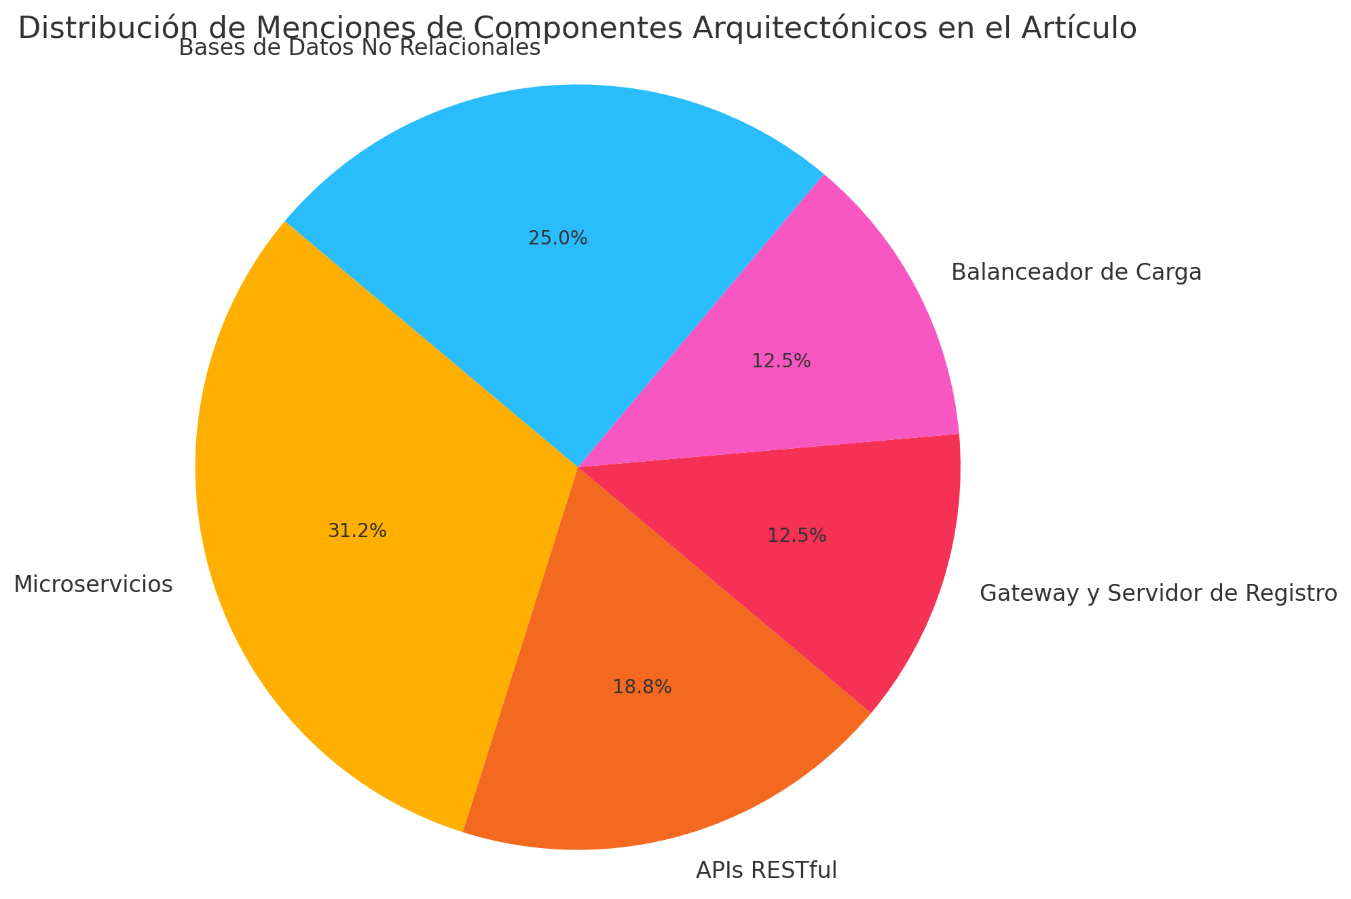 Distribución de Menciones de Componentes Arquitectónicos en el Artículo
Bases de Datos No Relacionales
25.0%
Balanceador de Carga
12.5%
31.2%
12.5%
Microservicios
Gateway y Servidor de Registro
18.8%
APIs RESTful